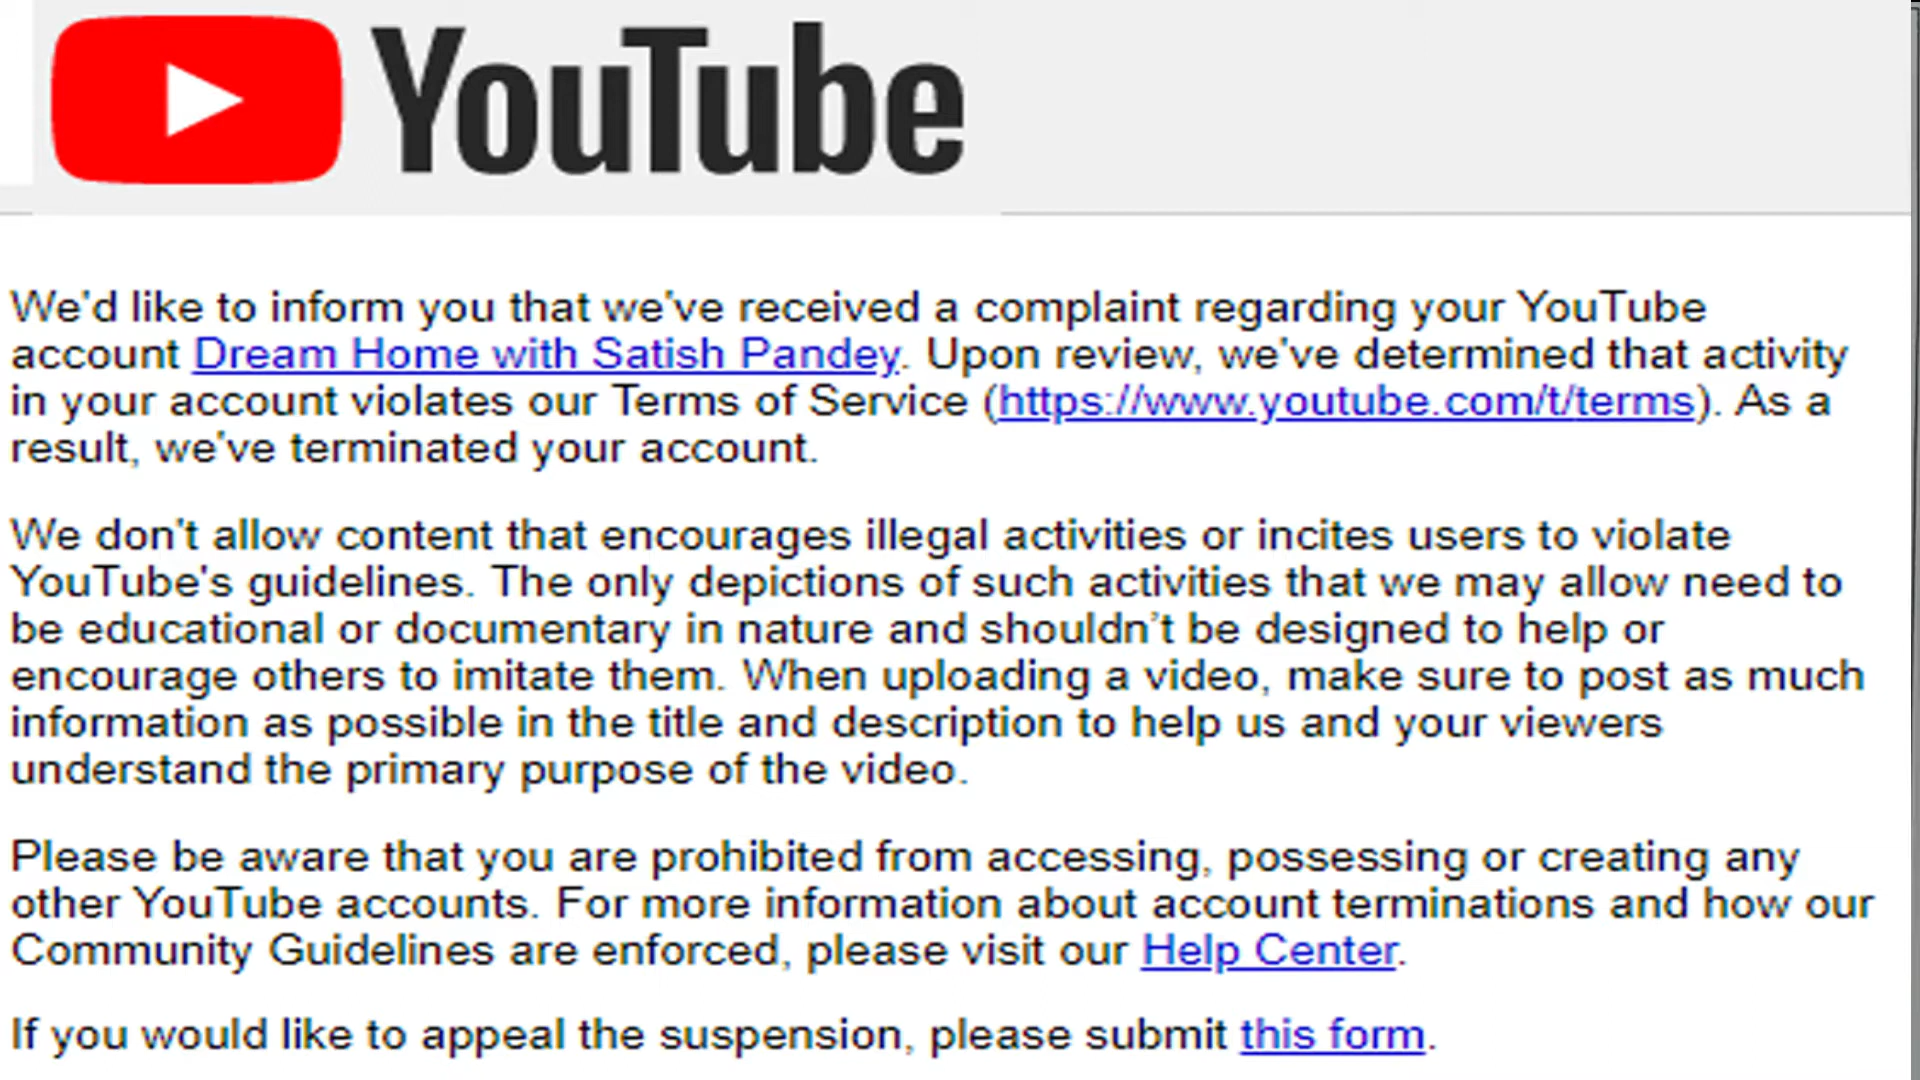 YouTube
We'd like to inform you that we've received a complaint regarding your YouTube
account Dream Home with Satish Pandey. Upon review, we've determined that activity
in your account violates our Terms of Service (https://www.youtube.com/t/terms). As a
result, we've terminated your account.
We don't allow content that encourages illegal activities or incites users to violate
YouTube's guidelines. The only depictions of such activities that we may allow need to
be educational or documentary in nature and shouldn’t be designed to help or
encourage others to imitate them. When uploading a video, make sure to post as much
information as possible in the title and description to help us and your viewers
understand the primary purpose of the video.
Please be aware that you are prohibited from accessing, possessing or creating any
other YouTube accounts. For more information about account terminations and how our
Community Guidelines are enforced, please visit our Help Center.
If you would like to appeal the suspension, please submit this form.